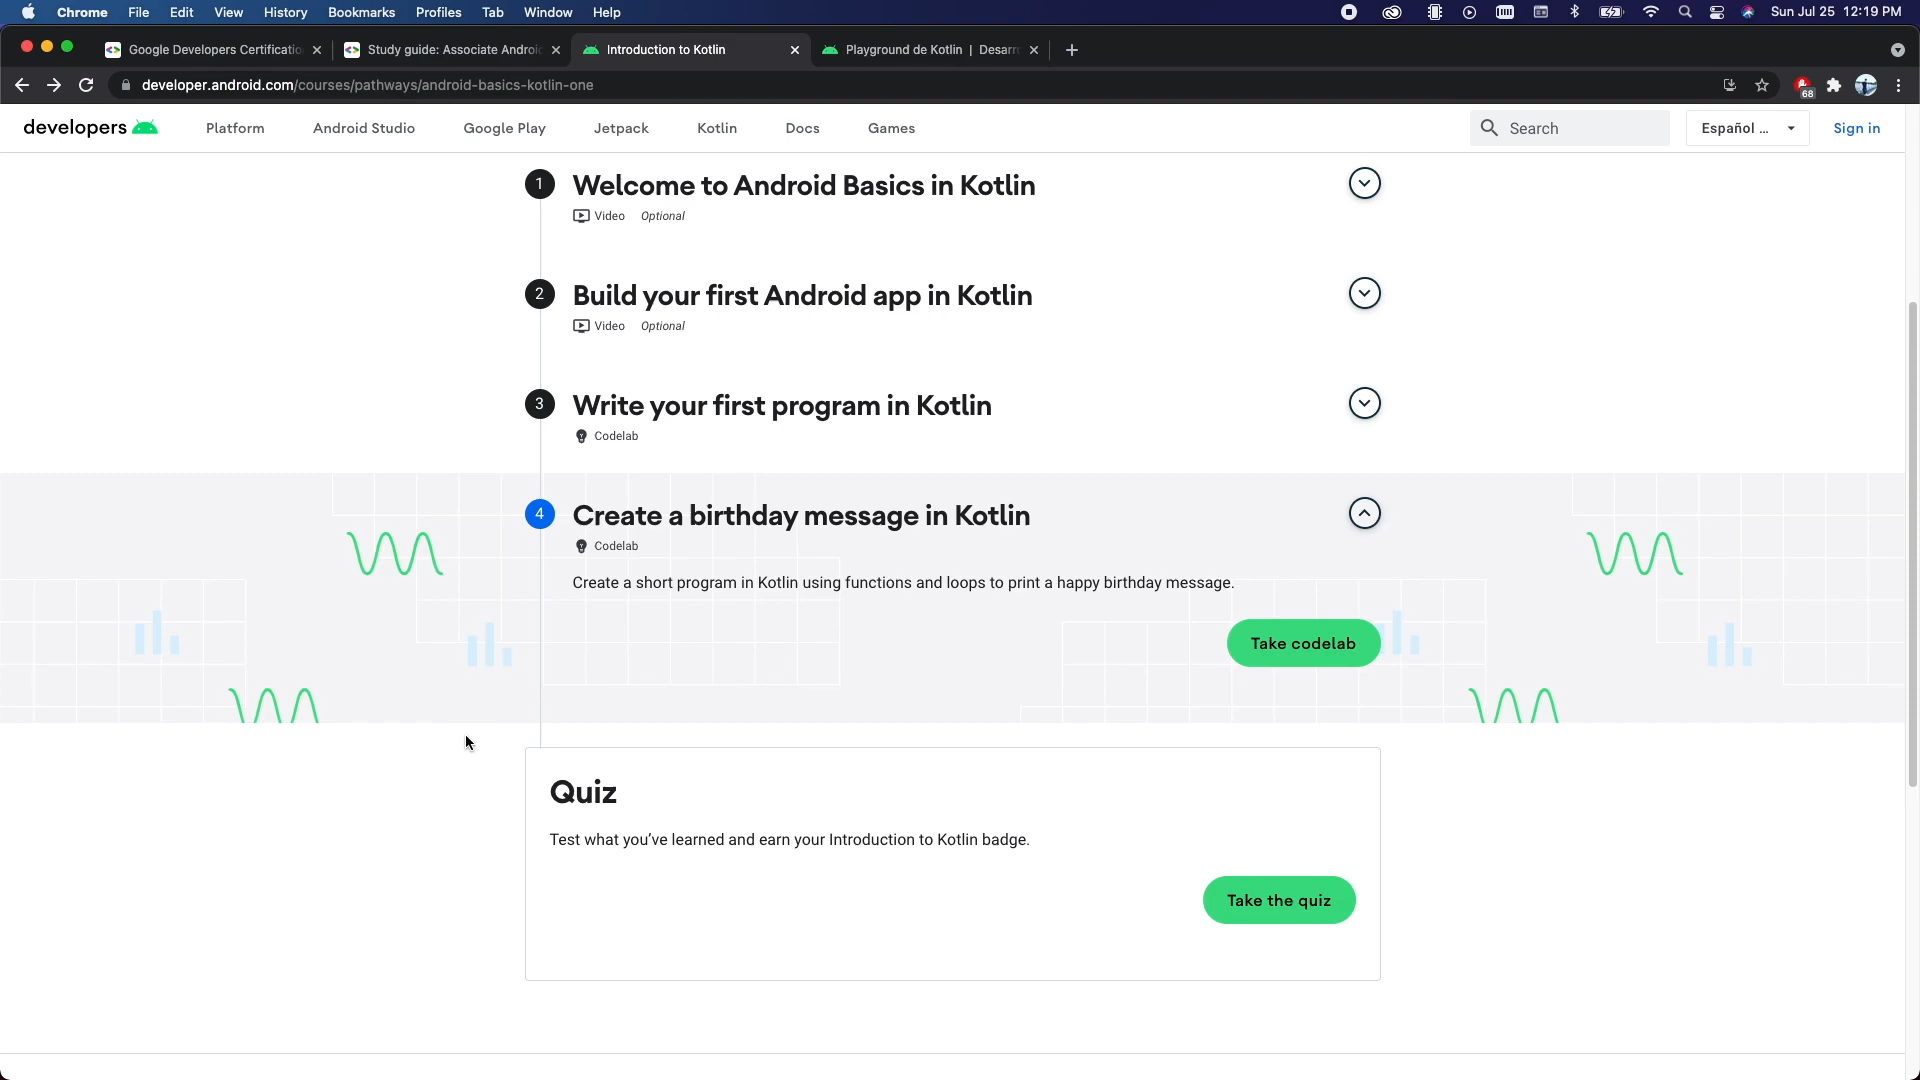 Chrome File Edit View History Bookmarks Profiles Tab Window Help Sun Jul 25 12:19 PM
Google Developers Certificatio Study guide: Associate Androi Introduction to Kotlin Playground de Kotlin | Desarr
developer.android.com/courses/pathways/android-basics-kotlin-one 68
developers Platform Android Studio Google Play Jetpack Kotlin Docs Games Search Español ... Sign in
1 Welcome to Android Basics in Kotlin
Video Optional
2 Build your first Android app in Kotlin
Video Optional
3 Write your first program in Kotlin
Codelab
4 Create a birthday message in Kotlin
Codelab
Create a short program in Kotlin using functions and loops to print a happy birthday message.
Take codelab
Quiz
Test what you've learned and earn your Introduction to Kotlin badge.
Take the quiz